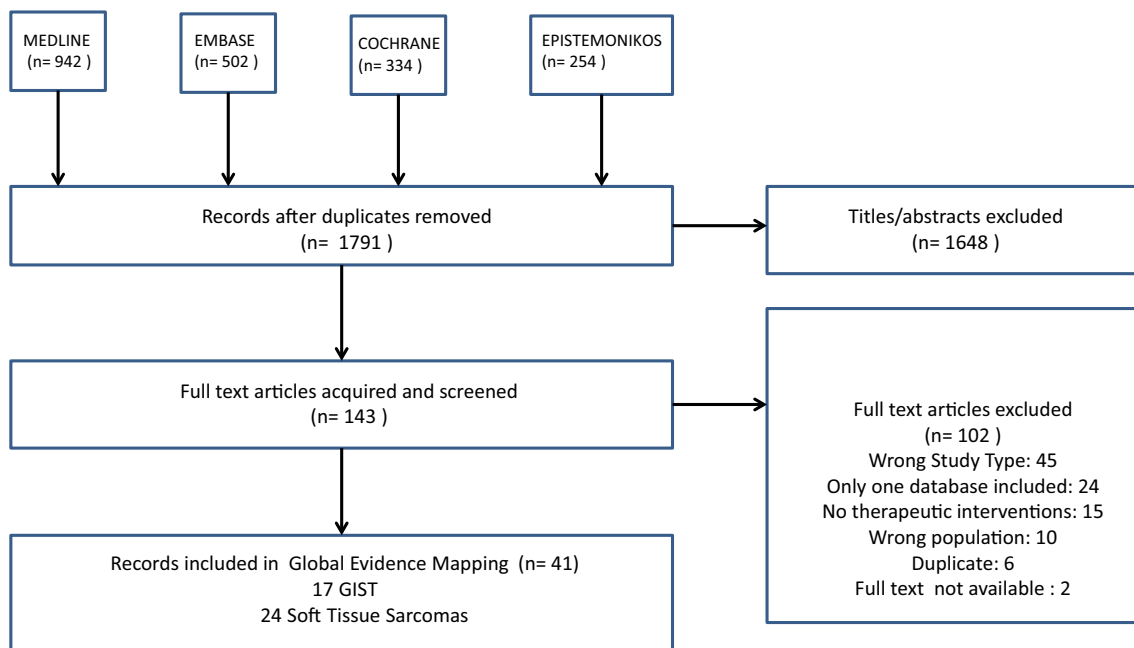 MEDLINE
(n= 942 )
EMBASE
(n= 502 )
COCHRANE
(n= 334 )
EPISTEMONIKOS
(n= 254 )
Records after duplicates removed
(n=  1791 )
Titles/abstracts excluded
(n= 1648 )
Full text articles acquired and screened
(n= 143 )
Full text articles excluded
(n= 102 )
Wrong Study Type: 45
Only one database included: 24
No therapeutic interventions: 15
Wrong population: 10
Duplicate: 6
Full text  not available : 2
Records included in  Global Evidence Mapping  (n= 41)
17 GIST
24 Soft Tissue Sarcomas